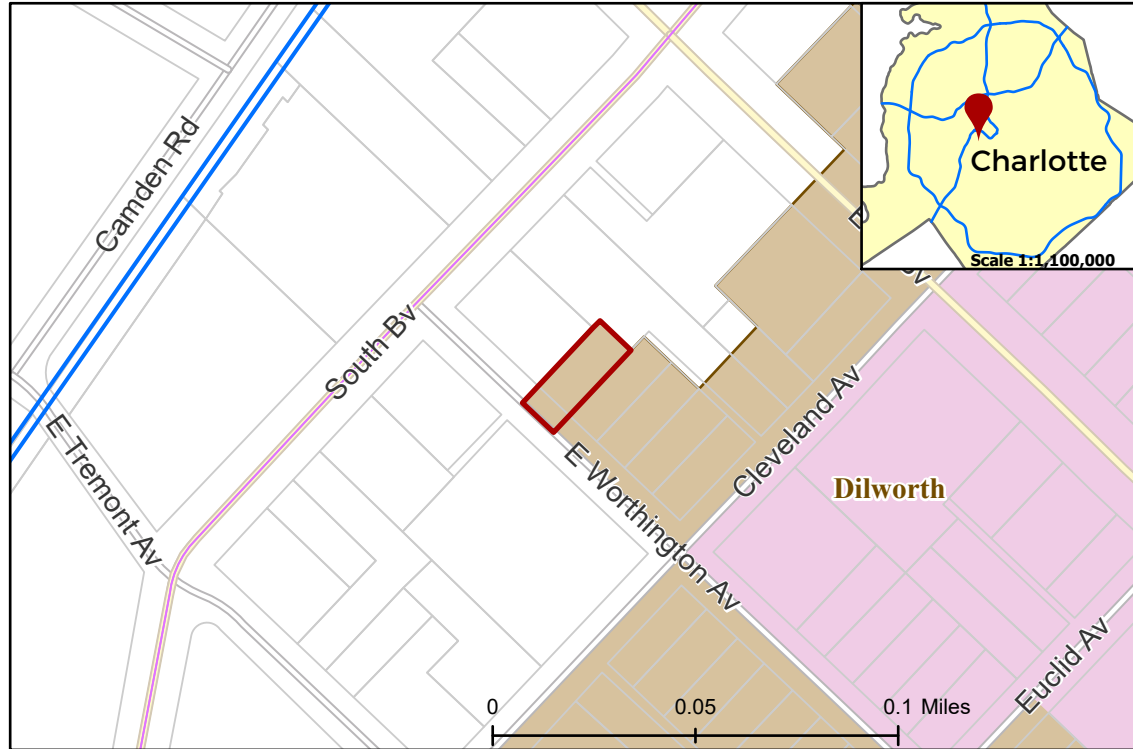 Camden Rd
South Bv
E Tremont Av
E Worthington Av
Cleveland Av
Dilworth
Euclid Av
Charlotte
Scale 1:1,100,000
0
0.05
0.1 Miles